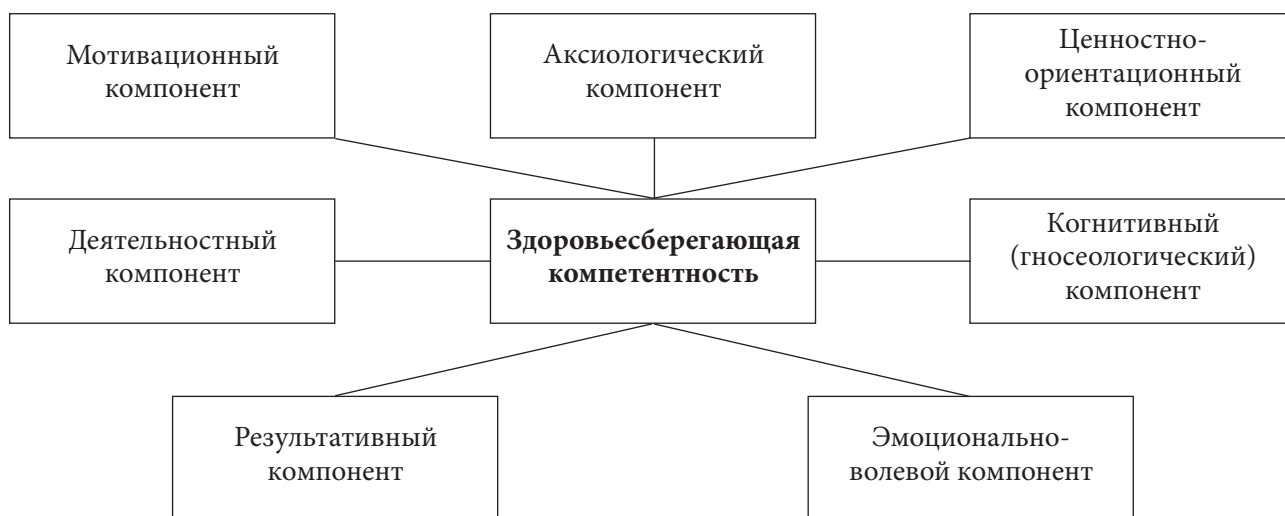 Мотивационный
компонент
Аксиологический
компонент
Ценностно-
ориентационный
компонент
Деятельностный
компонент
Здоровьесберегающая
компетентность
Когнитивный
(гносеологический)
компонент
Результативный
компонент
Эмоционально-
волевой компонент